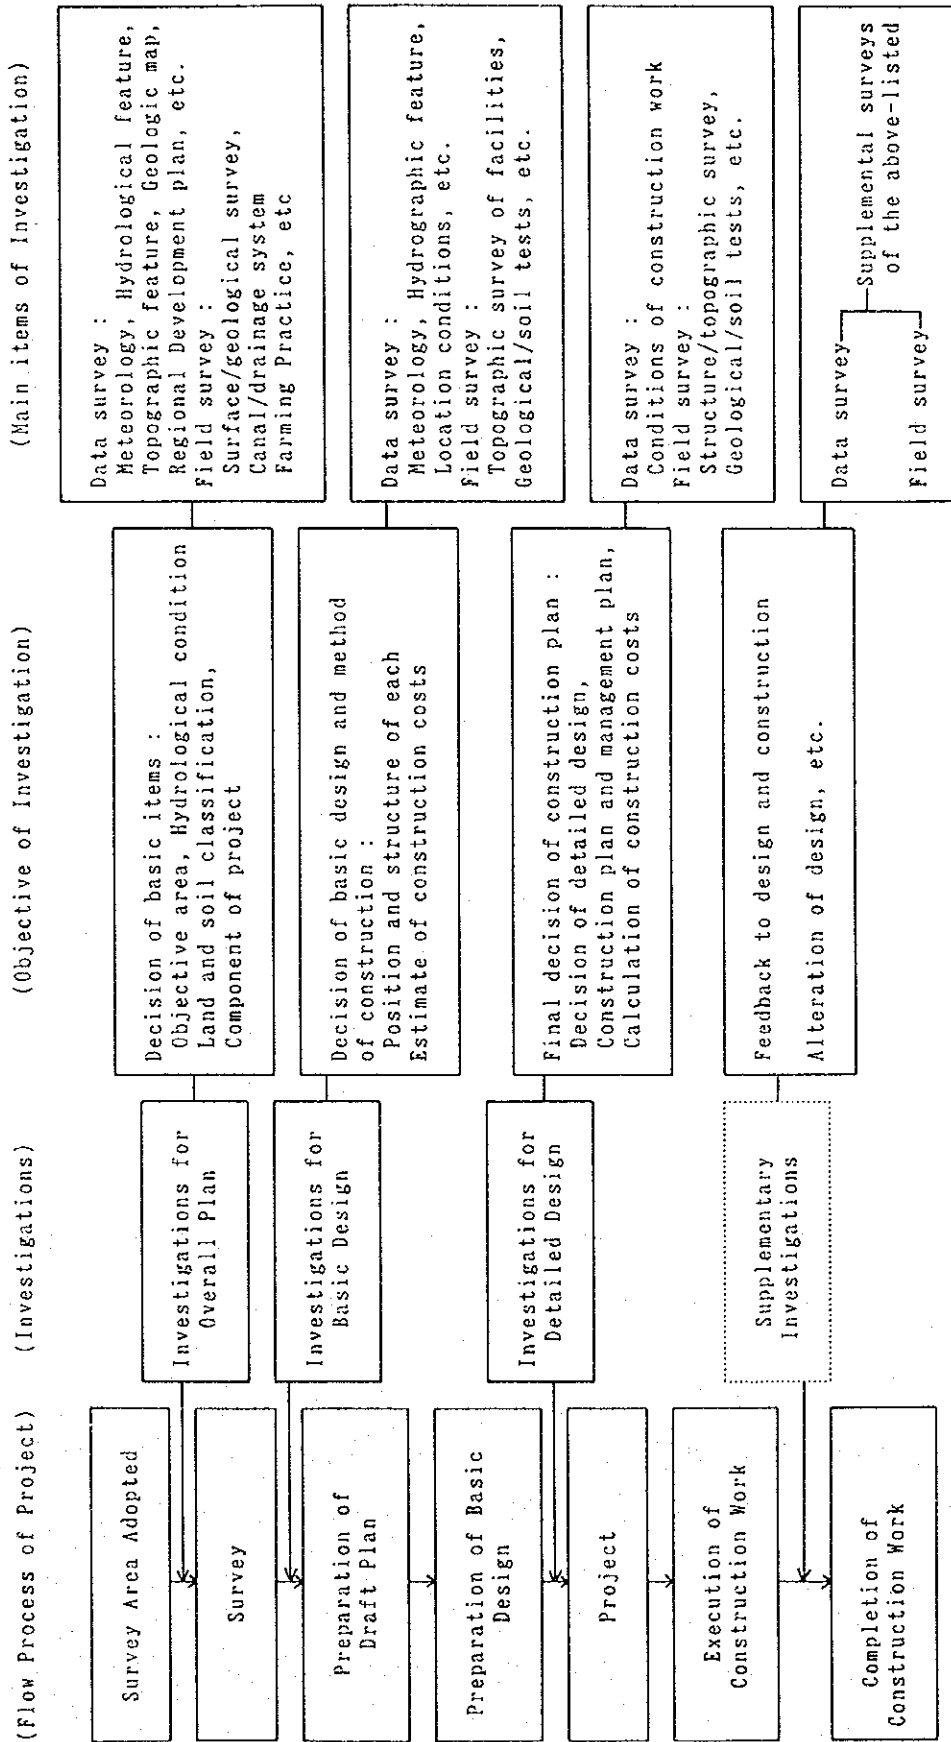 (Flow Process of Project)
(Investigations)
(Objective of Investigation)
(Main items of Investigation)
Survey Area Adopted
Survey
Preparation of
Draft Plan
Preparation of Basic
Design
Project
Execution of
Construction Work
Completion of
Construction Work
Investigations for
Overall Plan
Investigations for
Basic Design
Investigations for
Detailed Design
Supplementary
Investigations
Decision of basic items :
Objective area, Hydrological condition
Land and soil classification,
Component of project
Decision of basic design and method
of construction :
Position and structure of each
Estimate of construction costs
Final decision of construction plan :
Decision of detailed design,
Construction plan and management plan,
Calculation of construction costs
Feedback to design and construction
Alteration of design, etc.
Data survey :
Meteorology, Hydrological feature,
Topographic feature, Geologic map,
Regional Development plan, etc.
Field survey :
Surface/geological survey,
Canal/drainage system
Farming Practice, etc
Data survey :
Meteorology, Hydrographic feature,
Location conditions, etc.
Field survey :
Topographic survey of facilities,
Geological/soil tests, etc.
Data survey :
Conditions of construction work
Field survey :
Structure/topographic survey,
Geological/soil tests, etc.
Data survey
Supplemental surveys
of the above-listed
Field survey